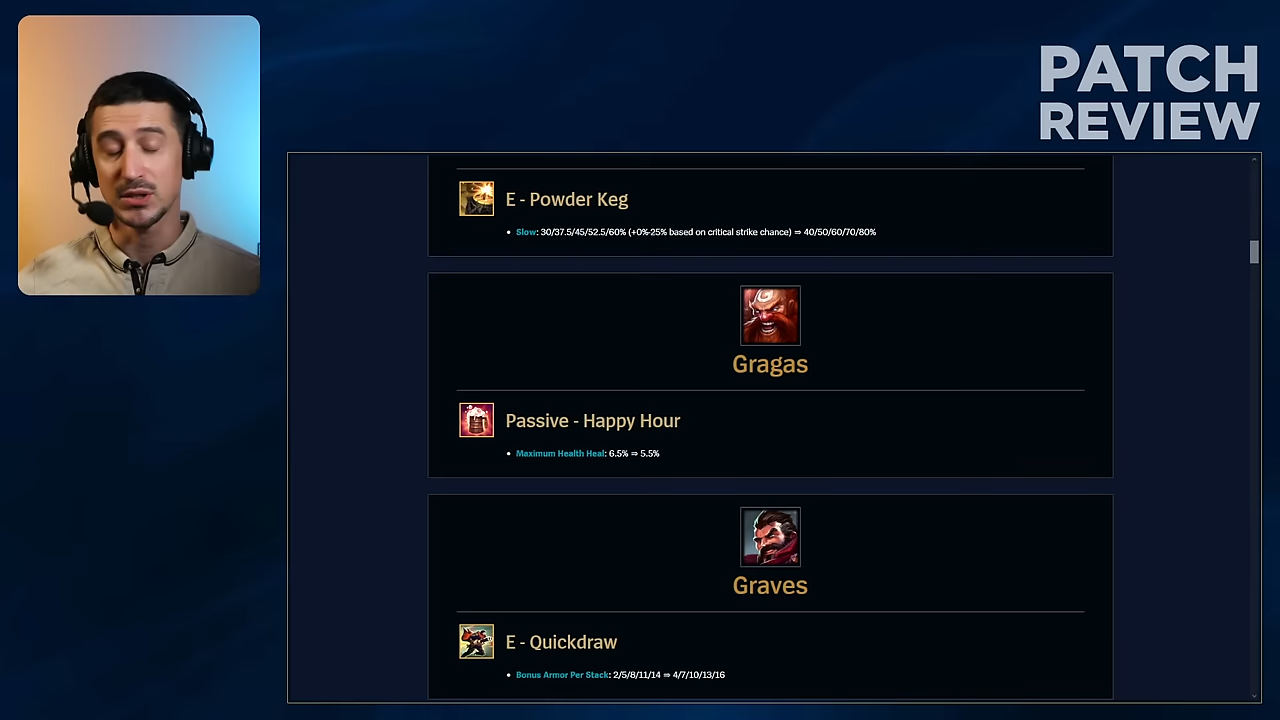 PATCH
REVIEW
E - Powder Keg
• Slow: 30/37.5/45/52.5/60% (+0%-25% based on critical strike chance) ⇒ 40/50/60/70/80%
Gragas
Passive - Happy Hour
• Maximum Health Heal: 6.5% ⇒ 5.5%
Graves
E - Quickdraw
• Bonus Armor Per Stack: 2/5/8/11/14 ⇒ 4/7/10/13/16